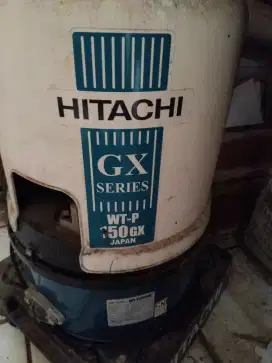 HITACHI
GX
SERIES
WT-P
150GX
JAPAN